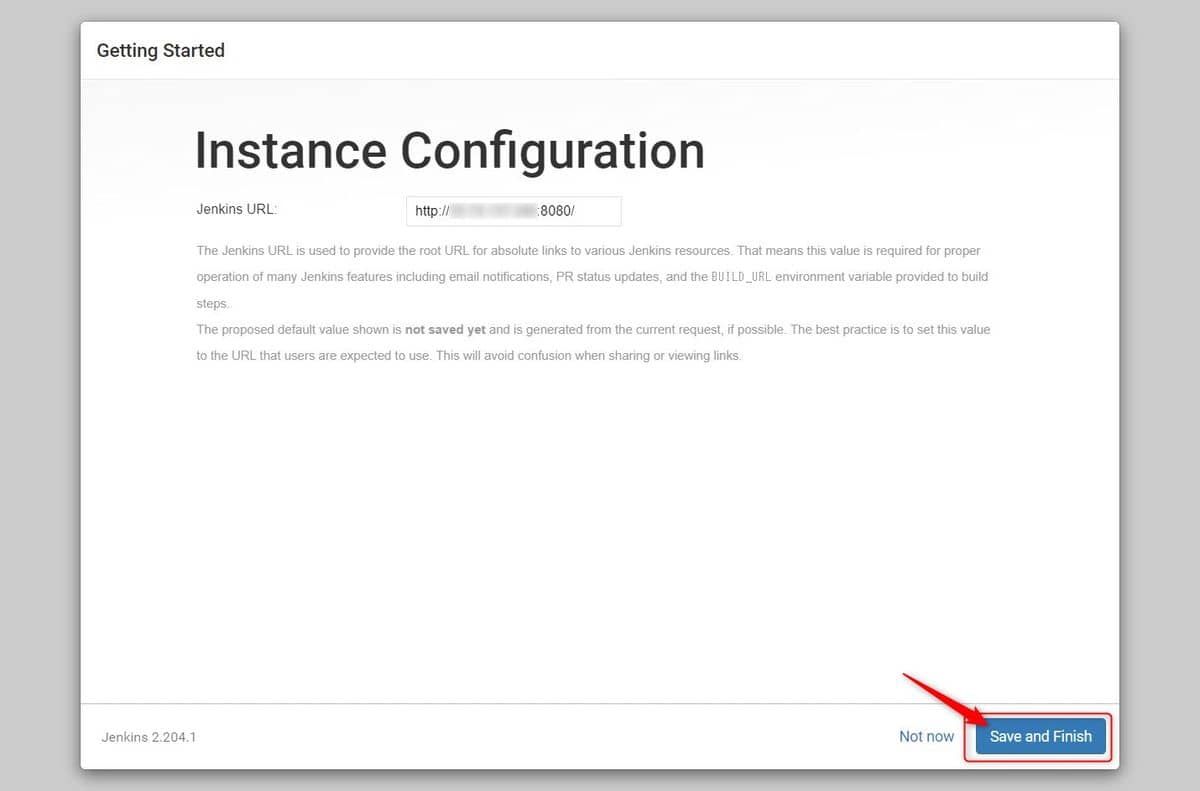 Getting Started
Instance Configuration
Jenkins URL:
http:// :8080/
The Jenkins URL is used to provide the root URL for absolute links to various Jenkins resources. That means this value is required for proper
operation of many Jenkins features including email notifications, PR status updates, and the BUILD_URL environment variable provided to build
steps.
The proposed default value shown is not saved yet and is generated from the current request, if possible. The best practice is to set this value
to the URL that users are expected to use. This will avoid confusion when sharing or viewing links.
Jenkins 2.204.1
Not now
Save and Finish